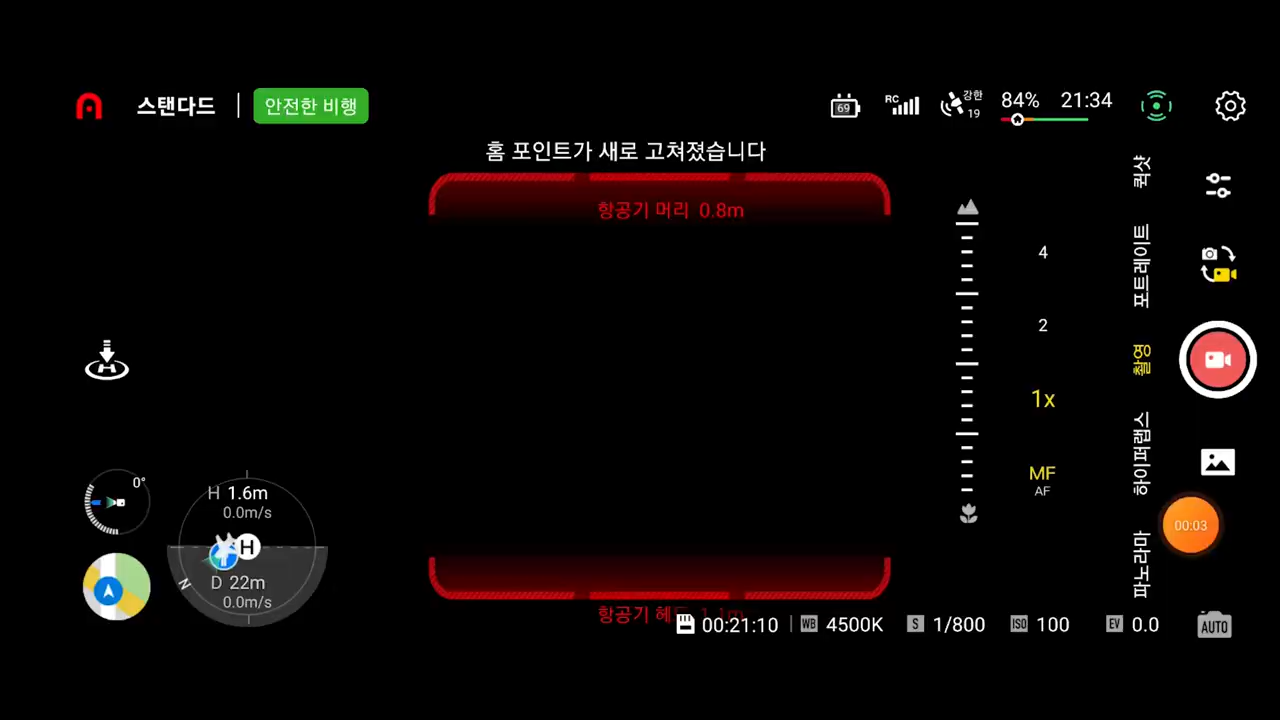 스탠다드
안전한 비행
69
RC
강한
19
84%
21:34
홈 포인트가 새로 고쳐졌습니다
항공기 머리 0.8m
퀵샷
포트레이트
촬영
하이퍼랩스
파노라마
4
2
1x
MF
AF
00:03
0°
H 1.6m
0.0m/s
H
N
D 22m
0.0m/s
항공기 헤드 1.1m
00:21:10
WB 4500K
S 1/800
ISO 100
EV 0.0
AUTO